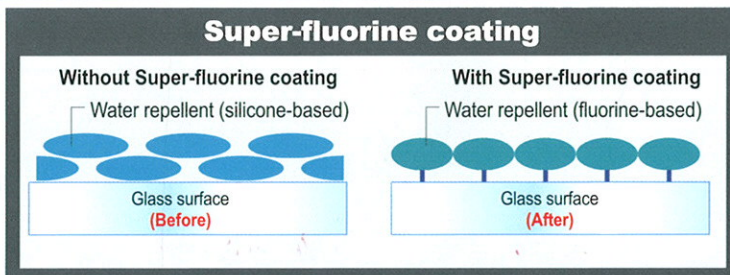 Super-fluorine coating
Without Super-fluorine coating
Water repellent (silicone-based)
Glass surface
(Before)
With Super-fluorine coating
Water repellent (fluorine-based)
Glass surface
(After)